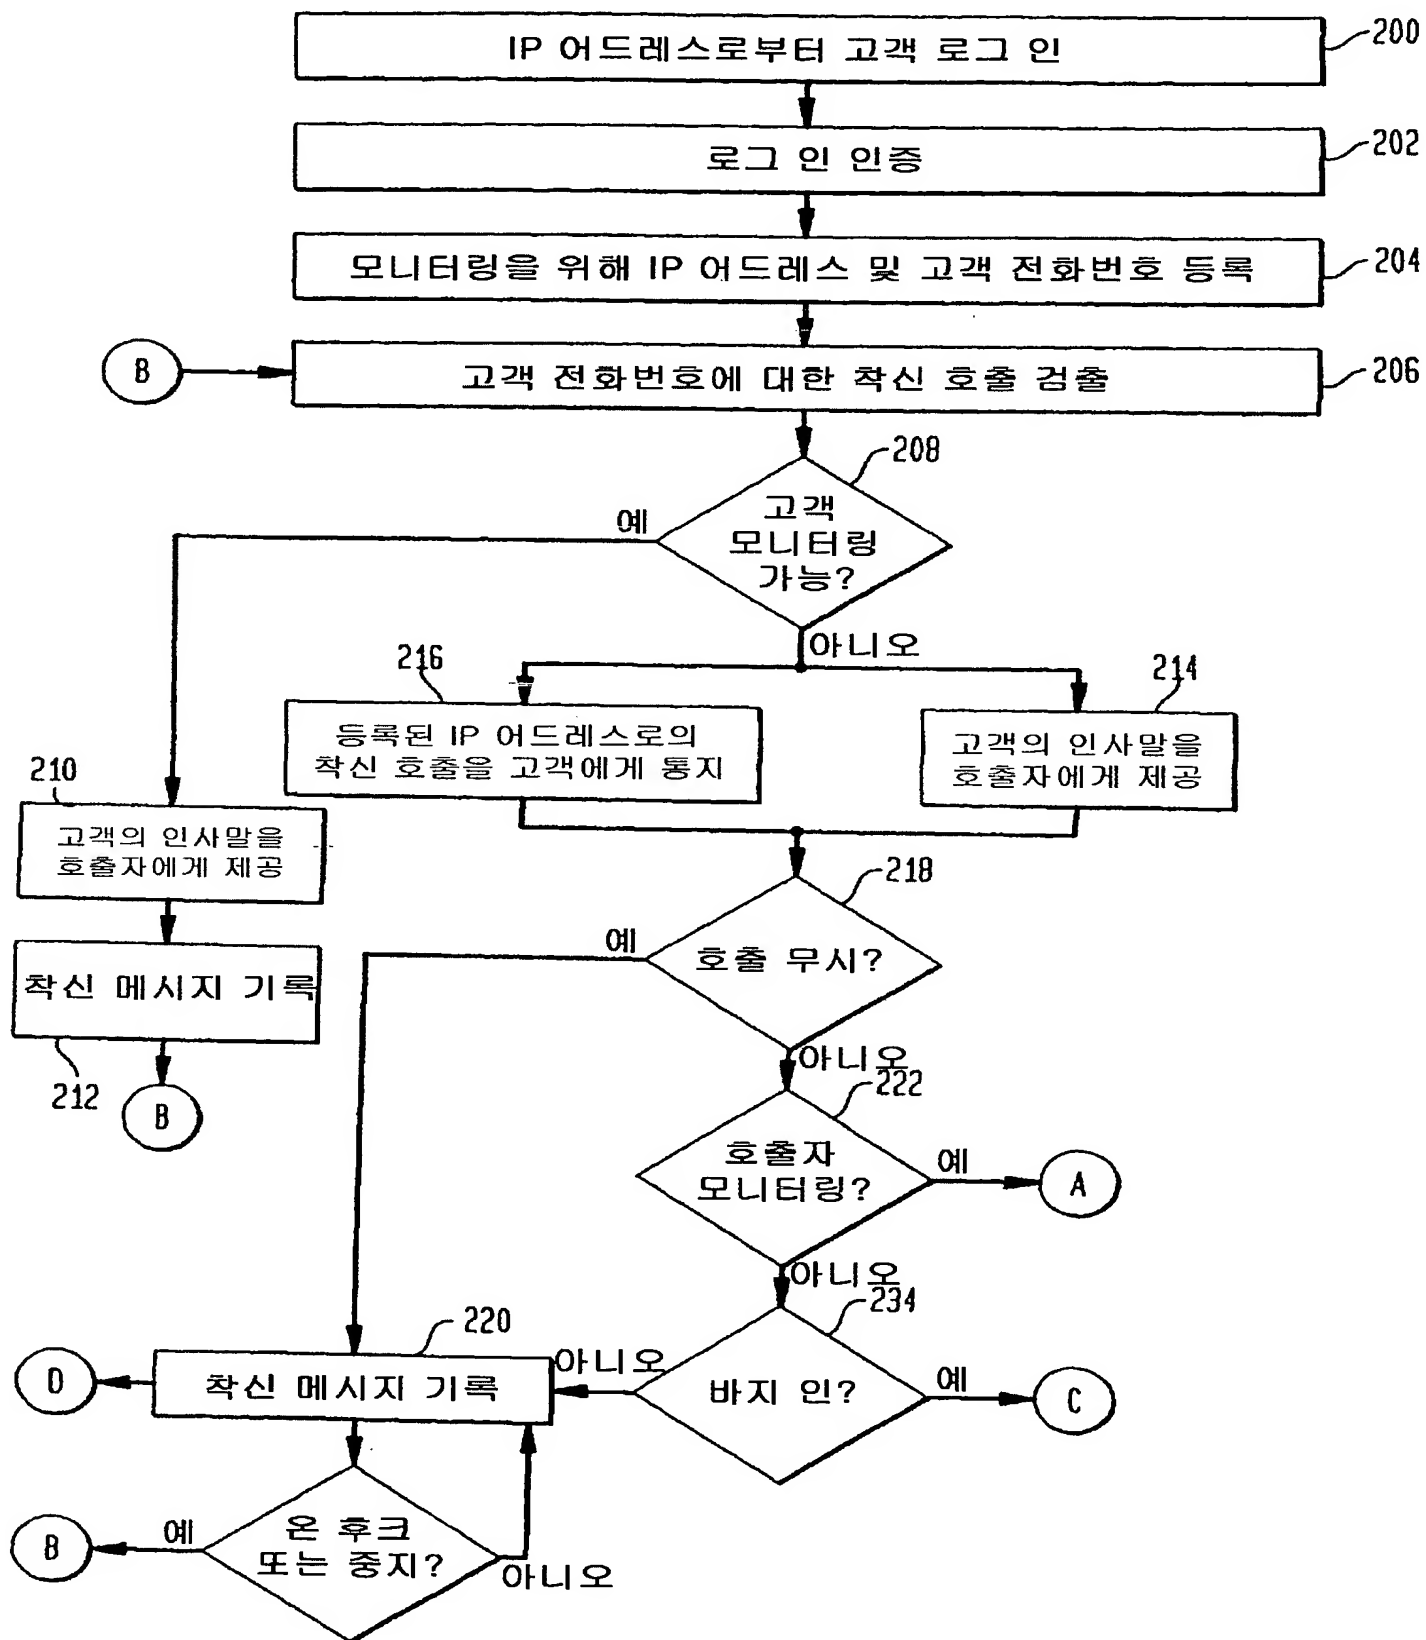 IP 어드레스로부터 고객 로그 인
200
로그 인 인증
202
모니터링을 위해 IP 어드레스 및 고객 전화번호 등록
204
B
고객 전화번호에 대한 착신 호출 검출
206
208
고객
모니터링
가능?
예
아니오
216
등록된 IP 어드레스로의
착신 호출을 고객에게 통지
214
고객의 인사말을
호출자에게 제공
210
고객의 인사말을
호출자에게 제공
착신 메시지 기록
212
B
218
호출 무시?
예
아니오
222
호출자
모니터링?
예
A
아니오
234
바지 인?
예
C
아니오
220
착신 메시지 기록
D
온 후크
또는 중지?
예
B
아니오